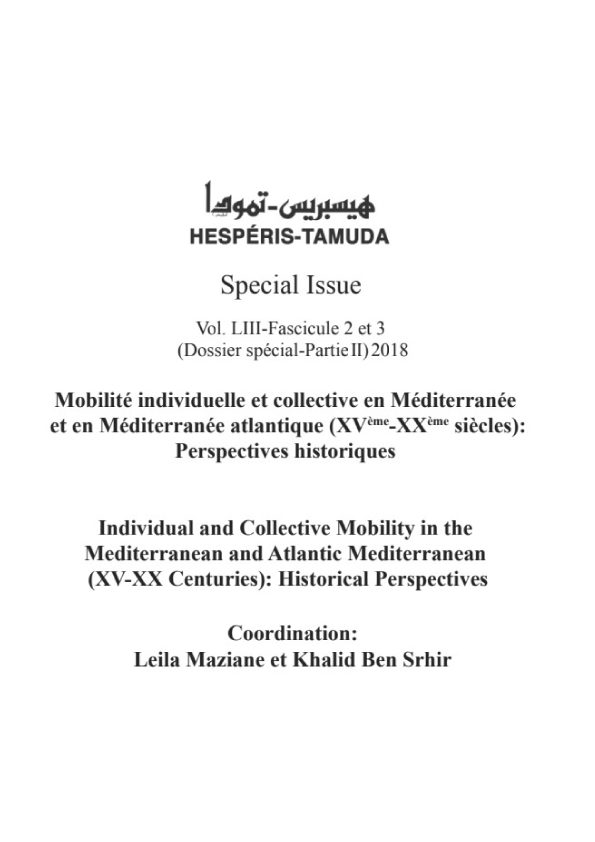 هيسبريس-تمودا
HESPÉRIS-TAMUDA
Special Issue
Vol. LIII-Fascicule 2 et 3
(Dossier spécial-Partie II) 2018
Mobilité individuelle et collective en Méditerranée
et en Méditerranée atlantique (XVème-XXème siècles):
Perspectives historiques
Individual and Collective Mobility in the
Mediterranean and Atlantic Mediterranean
(XV-XX Centuries): Historical Perspectives
Coordination:
Leila Maziane et Khalid Ben Srhir